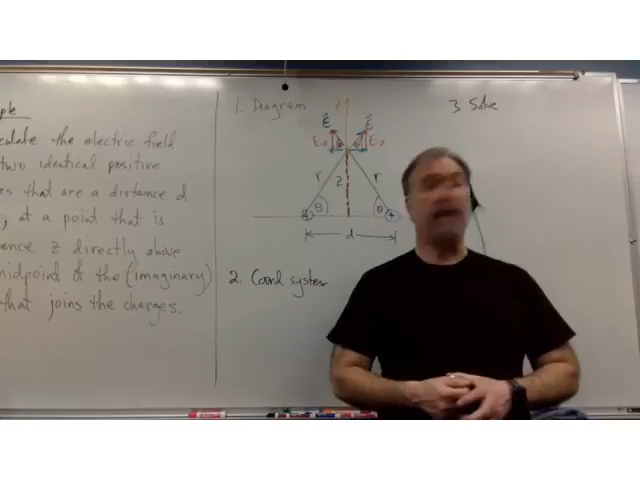 ple
culate the electric field
two identical positive
es that are a distance d
, at a point that is
ance z directly above
midpoint of the (imaginary)
that joins the charges.
1. Diagram
E E
Ez Ez
θ θ
r z r
θ θ
+ +
d
2. Coord system
3. Solve